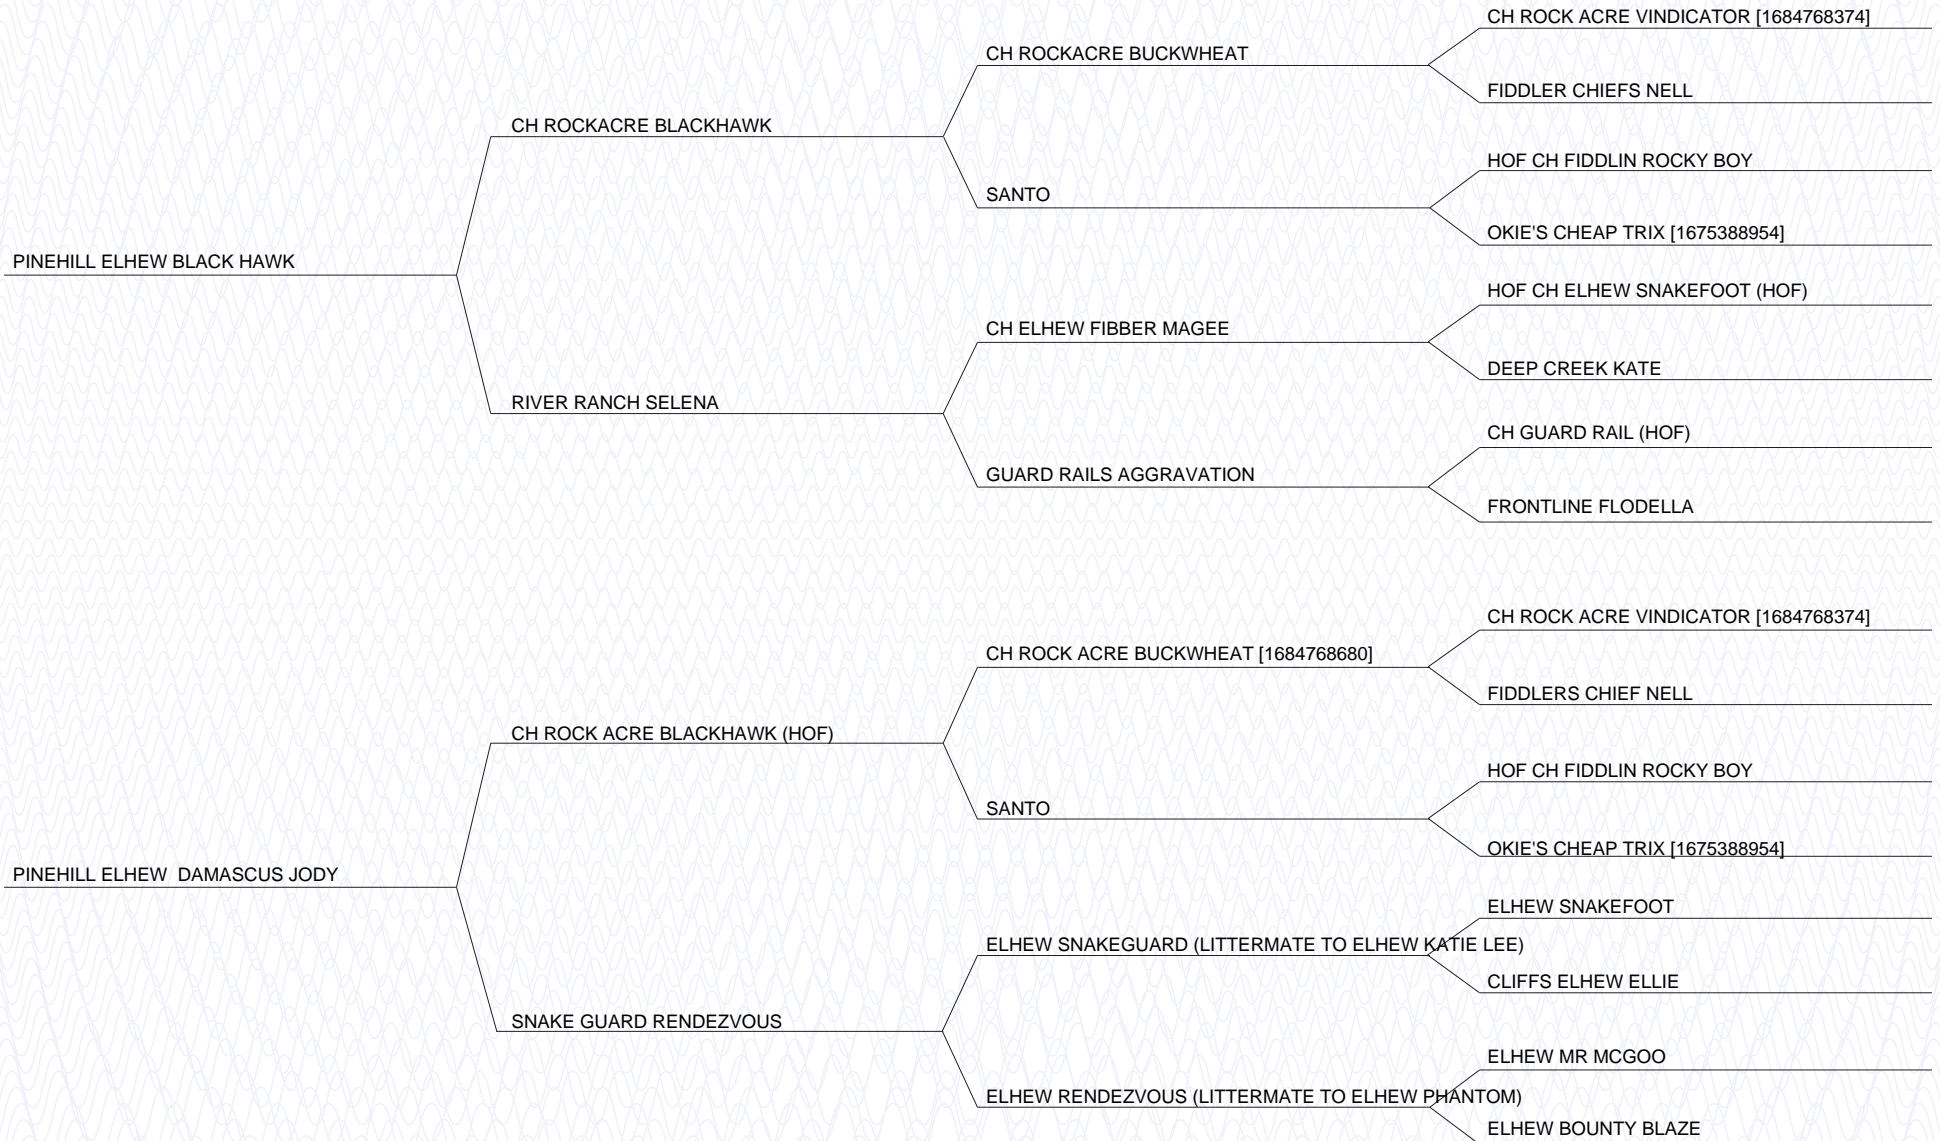 CH ROCK ACRE VINDICATOR [1684768374]
CH ROCKACRE BUCKWHEAT
FIDDLER CHIEFS NELL
CH ROCKACRE BLACKHAWK
HOF CH FIDDLIN ROCKY BOY
SANTO
OKIE'S CHEAP TRIX [1675388954]
PINEHILL ELHEW BLACK HAWK
HOF CH ELHEW SNAKEFOOT (HOF)
CH ELHEW FIBBER MAGEE
DEEP CREEK KATE
RIVER RANCH SELENA
CH GUARD RAIL (HOF)
GUARD RAILS AGGRAVATION
FRONTLINE FLODELLA
CH ROCK ACRE VINDICATOR [1684768374]
CH ROCK ACRE BUCKWHEAT [1684768680]
FIDDLERS CHIEF NELL
CH ROCK ACRE BLACKHAWK (HOF)
HOF CH FIDDLIN ROCKY BOY
SANTO
OKIE'S CHEAP TRIX [1675388954]
PINEHILL ELHEW  DAMASCUS JODY
ELHEW SNAKEFOOT
ELHEW SNAKEGUARD (LITTERMATE TO ELHEW KATIE LEE)
CLIFFS ELHEW ELLIE
SNAKE GUARD RENDEZVOUS
ELHEW MR MCGOO
ELHEW RENDEZVOUS (LITTERMATE TO ELHEW PHANTOM)
ELHEW BOUNTY BLAZE